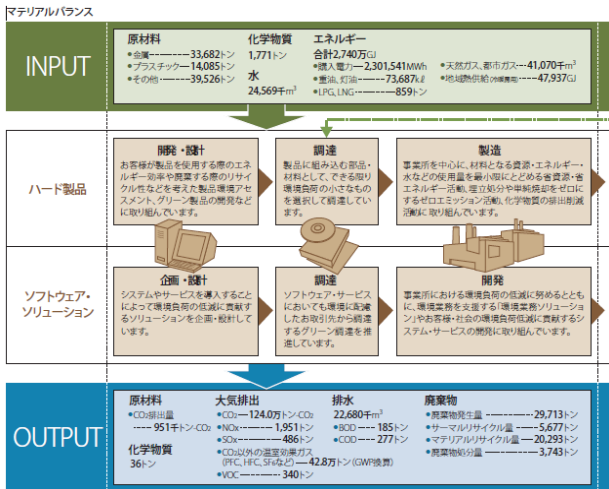 マテリアルバランス
INPUT
原材料
●金属--------33,682トン
●プラスチック---14,085トン
●その他-----39,526トン
化学物質
1,771トン
水
24,569千m³
エネルギー
合計2,740万GJ
●購入電力---2,301,541MWh
●重油、灯油----73,687kℓ
●LPG、LNG------859トン
●天然ガス、都市ガス---41,070千m³
●地域熱供給(冷暖房用)----47,937GJ
ハード製品
開発・設計
お客様が製品を使用する際のエネ
ルギー効率や廃棄する際のリサイ
クル性などを考えた製品環境アセ
スメント、グリーン製品の開発など
に取り組んでいます。
調達
製品に組み込む部品・
材料として、できる限り
環境負荷の小さなもの
を選択して調達してい
ます。
製造
事業所を中心に、材料となる資源・エネルギー・
水などの使用量を最小限にとどめる省資源・省
エネルギー活動、埋立処分や単純焼却をゼロに
するゼロエミッション活動、化学物質の排出削減
活動に取り組んでいます。
ソフトウェア・
ソリューション
企画・設計
システムやサービスを導入すること
によって環境負荷の低減に貢献す
るソリューションを企画・設計して
います。
調達
ソフトウェア・サービス
においても環境に配慮
したお取引先から調達
するグリーン調達を推
進しています。
開発
事業所における環境負荷の低減に努めるととも
に、環境業務を支援する「環境業務ソリューショ
ン」やお客様・社会の環境負荷低減に貢献するシ
ステム・サービスの開発に取り組んでいます。
OUTPUT
原材料
●CO₂排出量
---- 951千トン-CO₂
化学物質
36トン
大気排出
●CO₂---124.0万トン-CO₂
●NOx--------1,951トン
●SOx----------486トン
●CO₂以外の温室効果ガス
(PFC、HFC、SF₆など)---42.8万トン(GWP換算)
●VOC--------340トン
排水
22,680千m³
●BOD --- 185トン
●COD --- 277トン
廃棄物
●廃棄物発生量 --------29,713トン
●サーマルリサイクル量 ------5,677トン
●マテリアルリサイクル量 ----20,293トン
●廃棄物処分量 ---------3,743トン